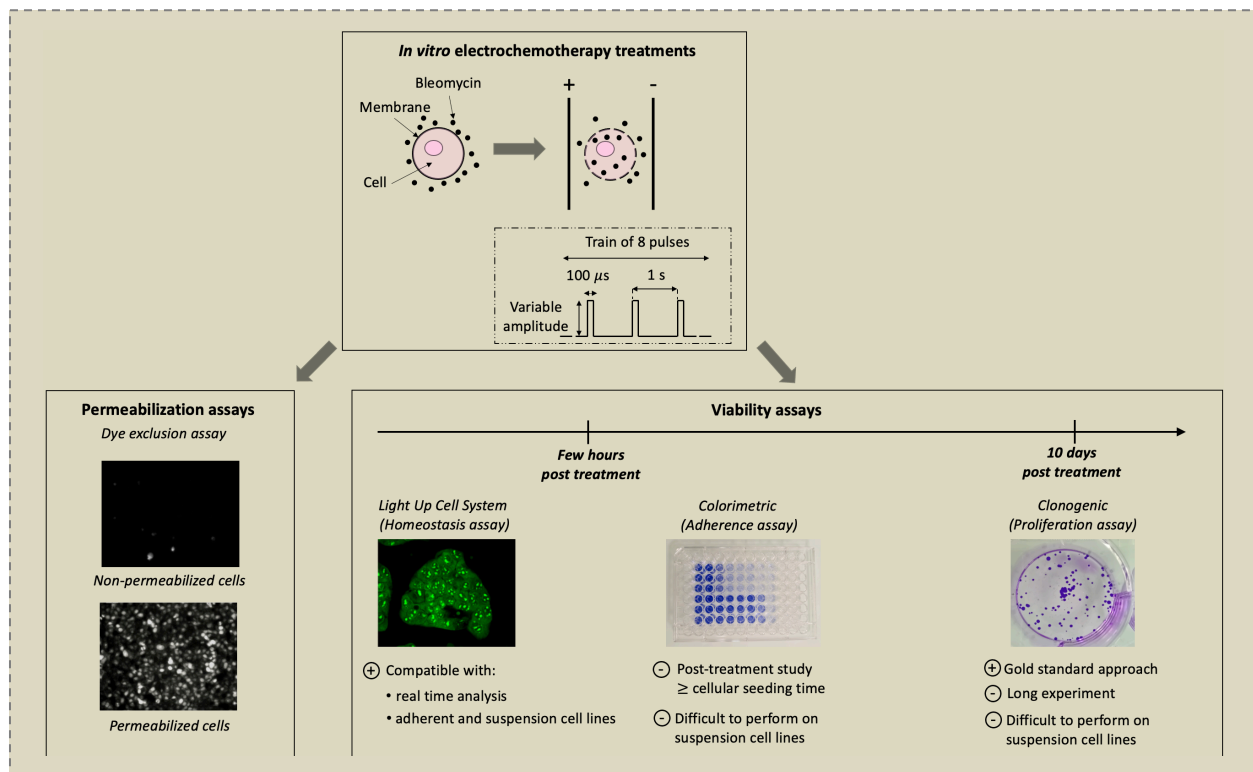 In vitro electrochemotherapy treatments
Bleomycin
Membrane
Cell
+
-
Train of 8 pulses
100 μs
1 s
Variable
amplitude
Permeabilization assays
Dye exclusion assay
Non-permeabilized cells
Permeabilized cells
Viability assays
Few hours
post treatment
10 days
post treatment
Light Up Cell System
(Homeostasis assay)
+ Compatible with:
• real time analysis
• adherent and suspension cell lines
Colorimetric
(Adherence assay)
- Post-treatment study
≥ cellular seeding time
- Difficult to perform on
suspension cell lines
Clonogenic
(Proliferation assay)
+ Gold standard approach
- Long experiment
- Difficult to perform on
suspension cell lines